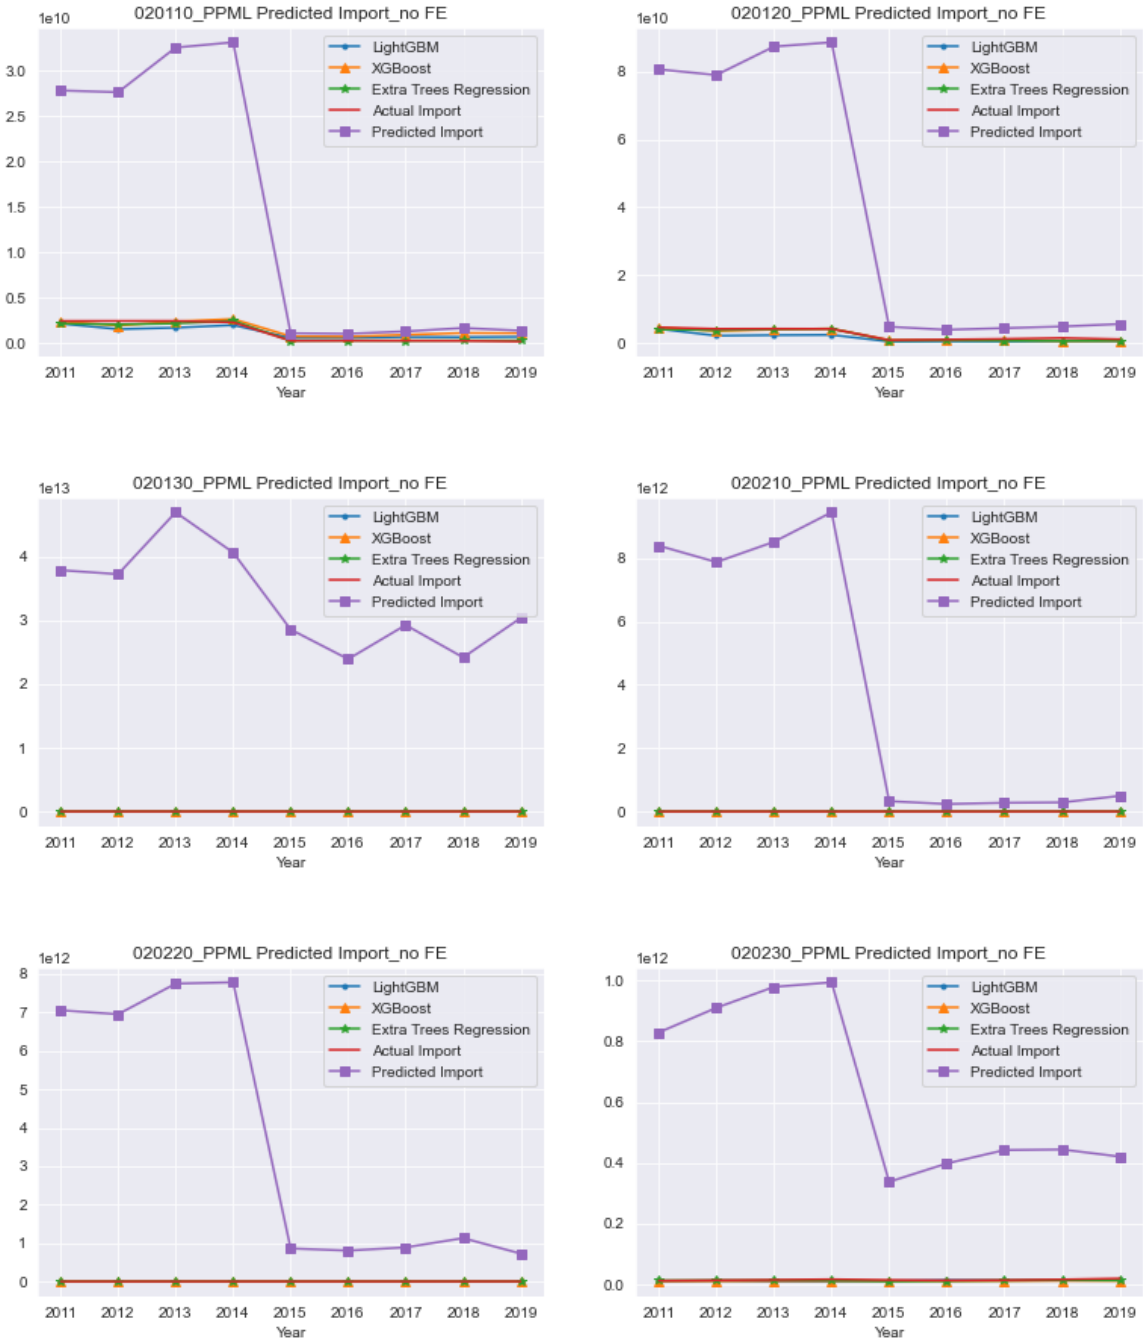 020110_PPML Predicted Import_no FE
1e10
LightGBM
XGBoost
Extra Trees Regression
Actual Import
Predicted Import
3.0
2.5
2.0
1.5
1.0
0.5
0.0
2011 2012 2013 2014 2015 2016 2017 2018 2019
Year
020120_PPML Predicted Import_no FE
1e10
LightGBM
XGBoost
Extra Trees Regression
Actual Import
Predicted Import
8
6
4
2
0
2011 2012 2013 2014 2015 2016 2017 2018 2019
Year
020130_PPML Predicted Import_no FE
1e13
LightGBM
XGBoost
Extra Trees Regression
Actual Import
Predicted Import
4
3
2
1
0
2011 2012 2013 2014 2015 2016 2017 2018 2019
Year
020210_PPML Predicted Import_no FE
1e12
LightGBM
XGBoost
Extra Trees Regression
Actual Import
Predicted Import
8
6
4
2
0
2011 2012 2013 2014 2015 2016 2017 2018 2019
Year
020220_PPML Predicted Import_no FE
1e12
LightGBM
XGBoost
Extra Trees Regression
Actual Import
Predicted Import
8
7
6
5
4
3
2
1
0
2011 2012 2013 2014 2015 2016 2017 2018 2019
Year
020230_PPML Predicted Import_no FE
1e12
LightGBM
XGBoost
Extra Trees Regression
Actual Import
Predicted Import
1.0
0.8
0.6
0.4
0.2
0.0
2011 2012 2013 2014 2015 2016 2017 2018 2019
Year